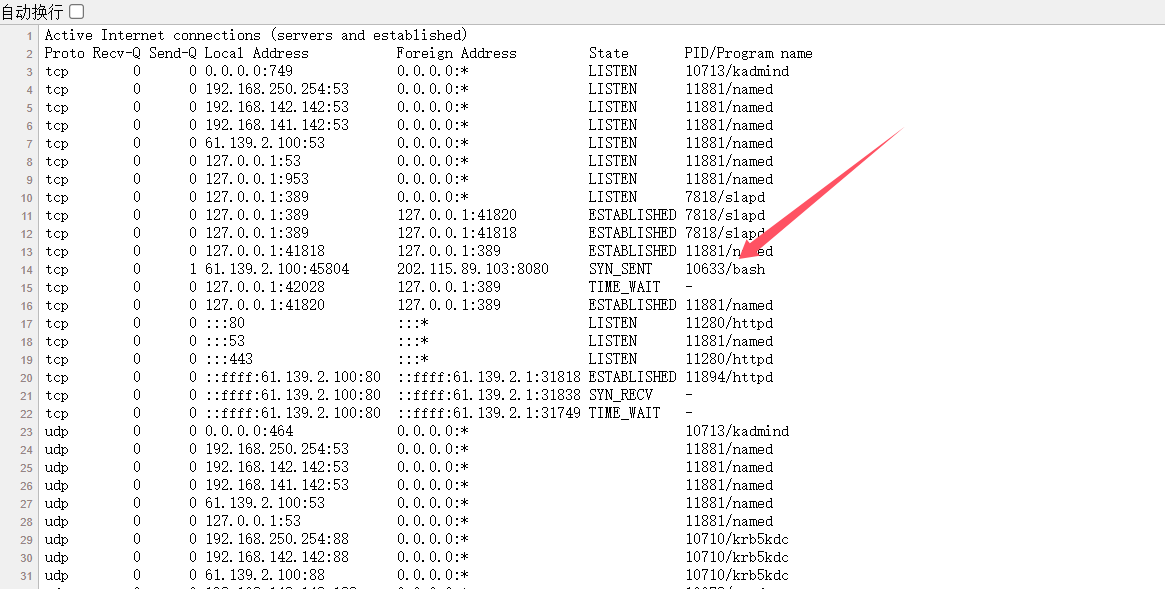 自动换行
1 Active Internet connections (servers and established)
2 Proto Recv-Q Send-Q Local Address Foreign Address State PID/Program name
3 tcp 0 0 0.0.0.0:749 0.0.0.0:* LISTEN 10713/kadmind
4 tcp 0 0 192.168.250.254:53 0.0.0.0:* LISTEN 11881/named
5 tcp 0 0 192.168.142.142:53 0.0.0.0:* LISTEN 11881/named
6 tcp 0 0 192.168.141.142:53 0.0.0.0:* LISTEN 11881/named
7 tcp 0 0 61.139.2.100:53 0.0.0.0:* LISTEN 11881/named
8 tcp 0 0 127.0.0.1:53 0.0.0.0:* LISTEN 11881/named
9 tcp 0 0 127.0.0.1:953 0.0.0.0:* LISTEN 11881/named
10 tcp 0 0 127.0.0.1:389 0.0.0.0:* LISTEN 7818/slapd
11 tcp 0 0 127.0.0.1:389 127.0.0.1:41820 ESTABLISHED 7818/slapd
12 tcp 0 0 127.0.0.1:389 127.0.0.1:41818 ESTABLISHED 7818/slapd
13 tcp 0 0 127.0.0.1:41818 127.0.0.1:389 ESTABLISHED 11881/named
14 tcp 0 1 61.139.2.100:45804 202.115.89.103:8080 SYN_SENT 10633/bash
15 tcp 0 0 127.0.0.1:42028 127.0.0.1:389 TIME_WAIT -
16 tcp 0 0 127.0.0.1:41820 127.0.0.1:389 ESTABLISHED 11881/named
17 tcp 0 0 :::80 :::* LISTEN 11280/httpd
18 tcp 0 0 :::53 :::* LISTEN 11881/named
19 tcp 0 0 :::443 :::* LISTEN 11280/httpd
20 tcp 0 0 ::ffff:61.139.2.100:80 ::ffff:61.139.2.1:31818 ESTABLISHED 11894/httpd
21 tcp 0 0 ::ffff:61.139.2.100:80 ::ffff:61.139.2.1:31838 SYN_RECV -
22 tcp 0 0 ::ffff:61.139.2.100:80 ::ffff:61.139.2.1:31749 TIME_WAIT -
23 udp 0 0 0.0.0.0:464 0.0.0.0:* 10713/kadmind
24 udp 0 0 192.168.250.254:53 0.0.0.0:* 11881/named
25 udp 0 0 192.168.142.142:53 0.0.0.0:* 11881/named
26 udp 0 0 192.168.141.142:53 0.0.0.0:* 11881/named
27 udp 0 0 61.139.2.100:53 0.0.0.0:* 11881/named
28 udp 0 0 127.0.0.1:53 0.0.0.0:* 11881/named
29 udp 0 0 192.168.250.254:88 0.0.0.0:* 10710/krb5kdc
30 udp 0 0 192.168.142.142:88 0.0.0.0:* 10710/krb5kdc
31 udp 0 0 61.139.2.100:88 0.0.0.0:* 10710/krb5kdc